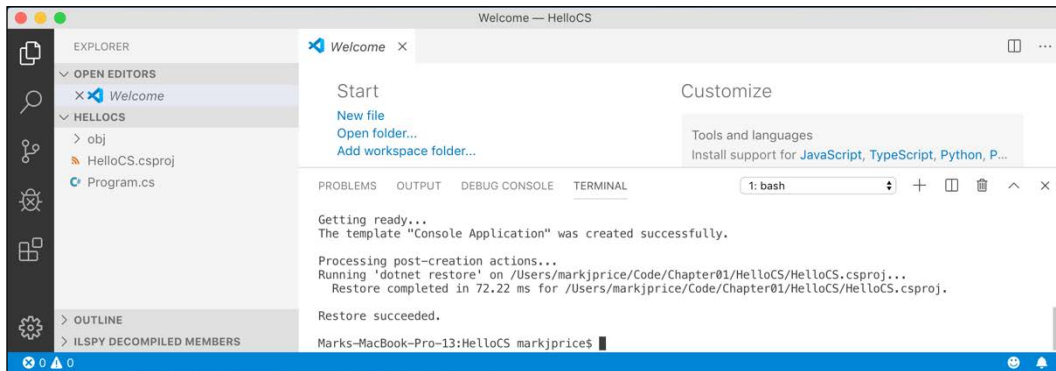 Welcome — HelloCS
EXPLORER
OPEN EDITORS
Welcome
HELLOCS
obj
HelloCS.csproj
Program.cs
OUTLINE
ILSPY DECOMPILED MEMBERS
Welcome
Start
New file
Open folder...
Add workspace folder...
Customize
Tools and languages
Install support for JavaScript, TypeScript, Python, P...
PROBLEMS OUTPUT DEBUG CONSOLE TERMINAL 1: bash
Getting ready...
The template "Console Application" was created successfully.
Processing post-creation actions...
Running 'dotnet restore' on /Users/markjprice/Code/Chapter01/HelloCS/HelloCS.csproj...
Restore completed in 72.22 ms for /Users/markjprice/Code/Chapter01/HelloCS/HelloCS.csproj.
Restore succeeded.
Marks-MacBook-Pro-13:HelloCS markjprice$
0 0